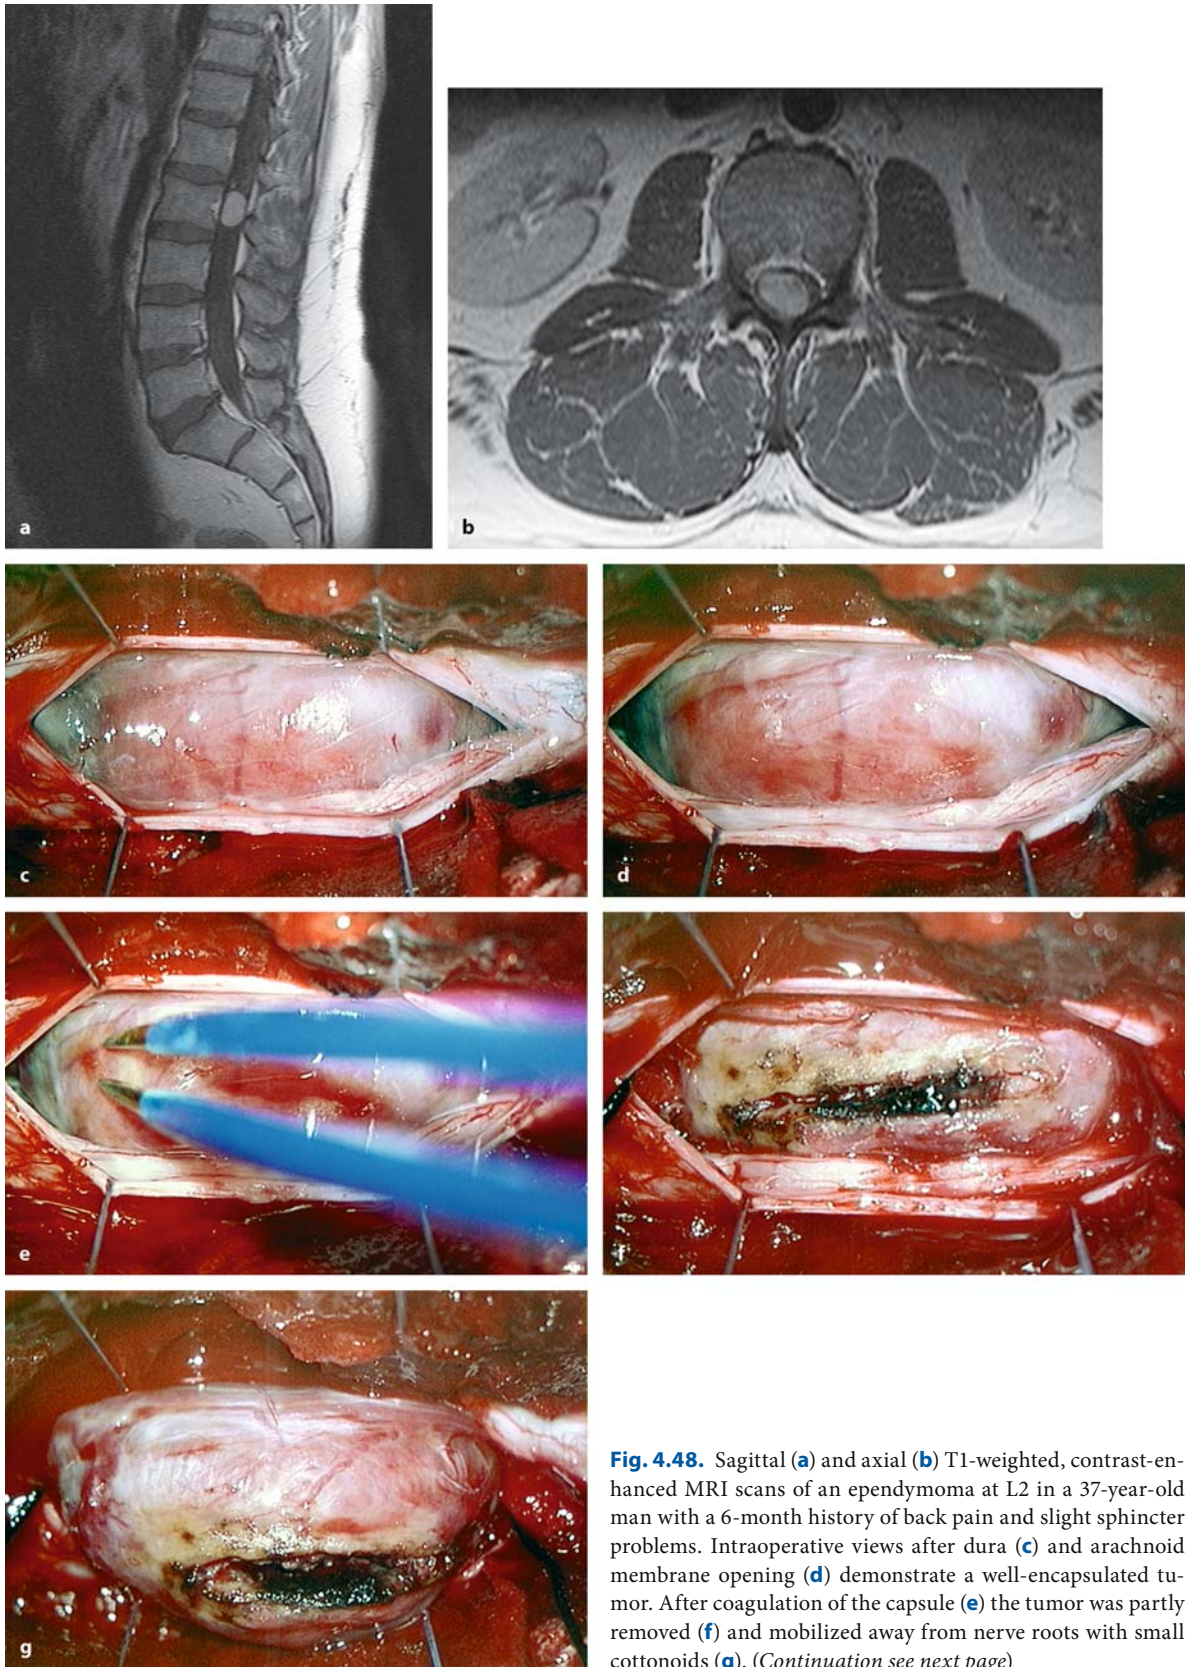 a
b
c
d
e
f
g
Fig. 4.48. Sagittal (a) and axial (b) T1-weighted, contrast-en-
hanced MRI scans of an ependymoma at L2 in a 37-year-old
man with a 6-month history of back pain and slight sphincter
problems. Intraoperative views after dura (c) and arachnoid
membrane opening (d) demonstrate a well-encapsulated tu-
mor. After coagulation of the capsule (e) the tumor was partly
removed (f) and mobilized away from nerve roots with small
cottonoids (g). (Continuation see next page)